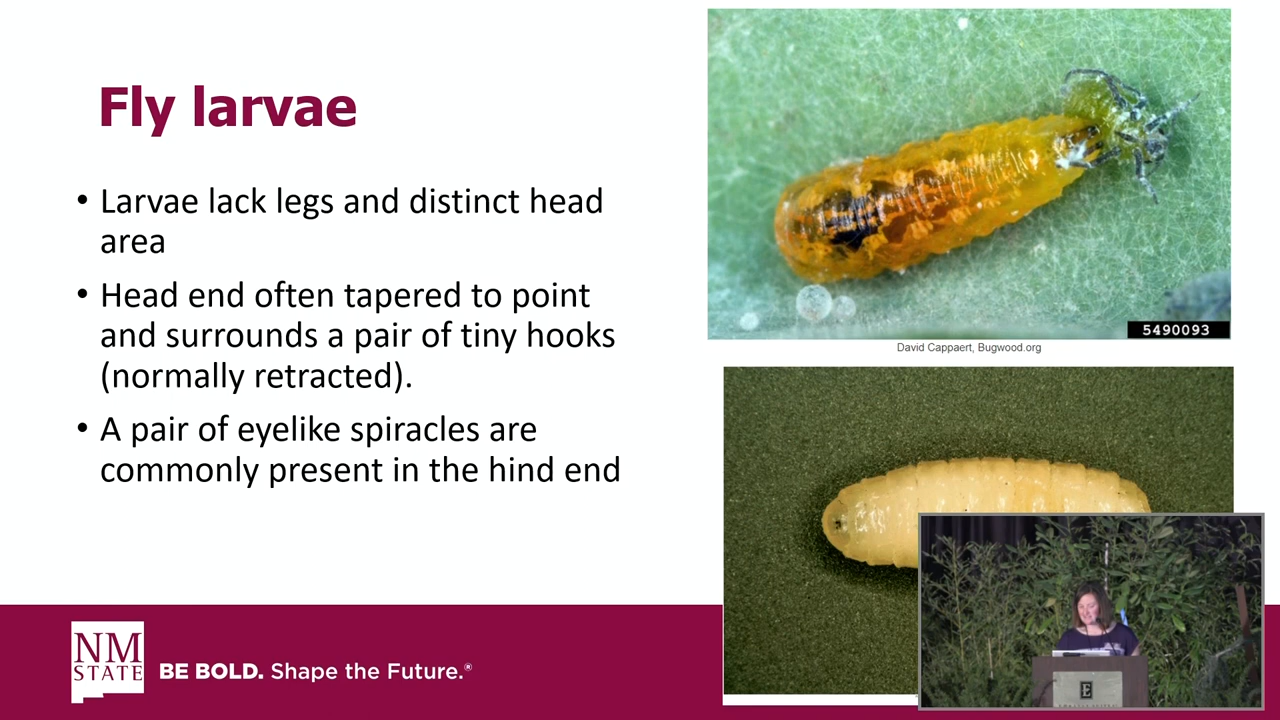 Fly larvae
• Larvae lack legs and distinct head
area
• Head end often tapered to point
and surrounds a pair of tiny hooks
(normally retracted).
• A pair of eyelike spiracles are
commonly present in the hind end
5490093
David Cappaert, Bugwood.org
NM
STATE
BE BOLD. Shape the Future.®
E